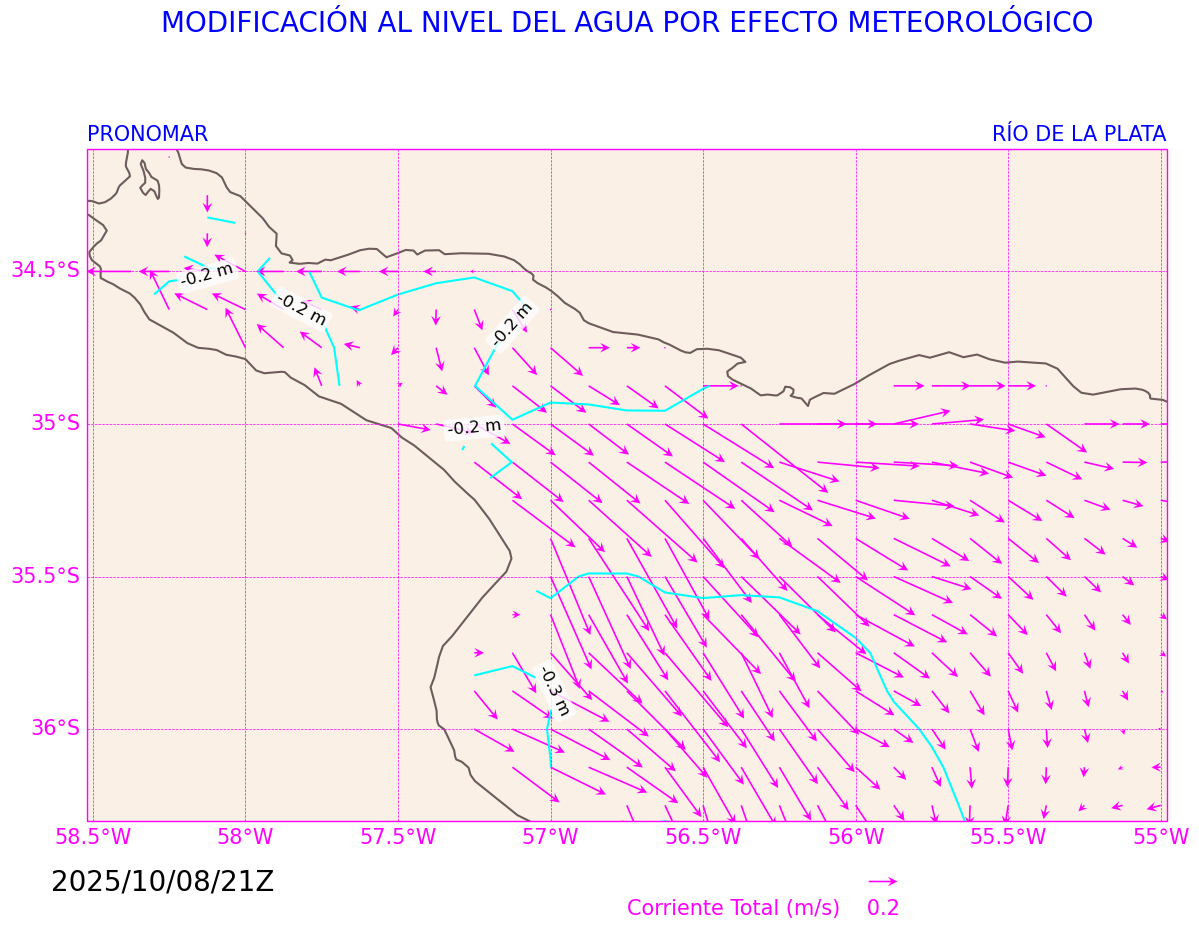 MODIFICACIÓN AL NIVEL DEL AGUA POR EFECTO METEOROLÓGICO
PRONOMAR
RÍO DE LA PLATA
34.5°S
-0.2 m
-0.2 m
-0.2 m
35°S
-0.2 m
35.5°S
-0.3 m
36°S
58.5°W
58°W
57.5°W
57°W
56.5°W
56°W
55.5°W
55°W
2025/10/08/21Z
Corriente Total (m/s)
0.2